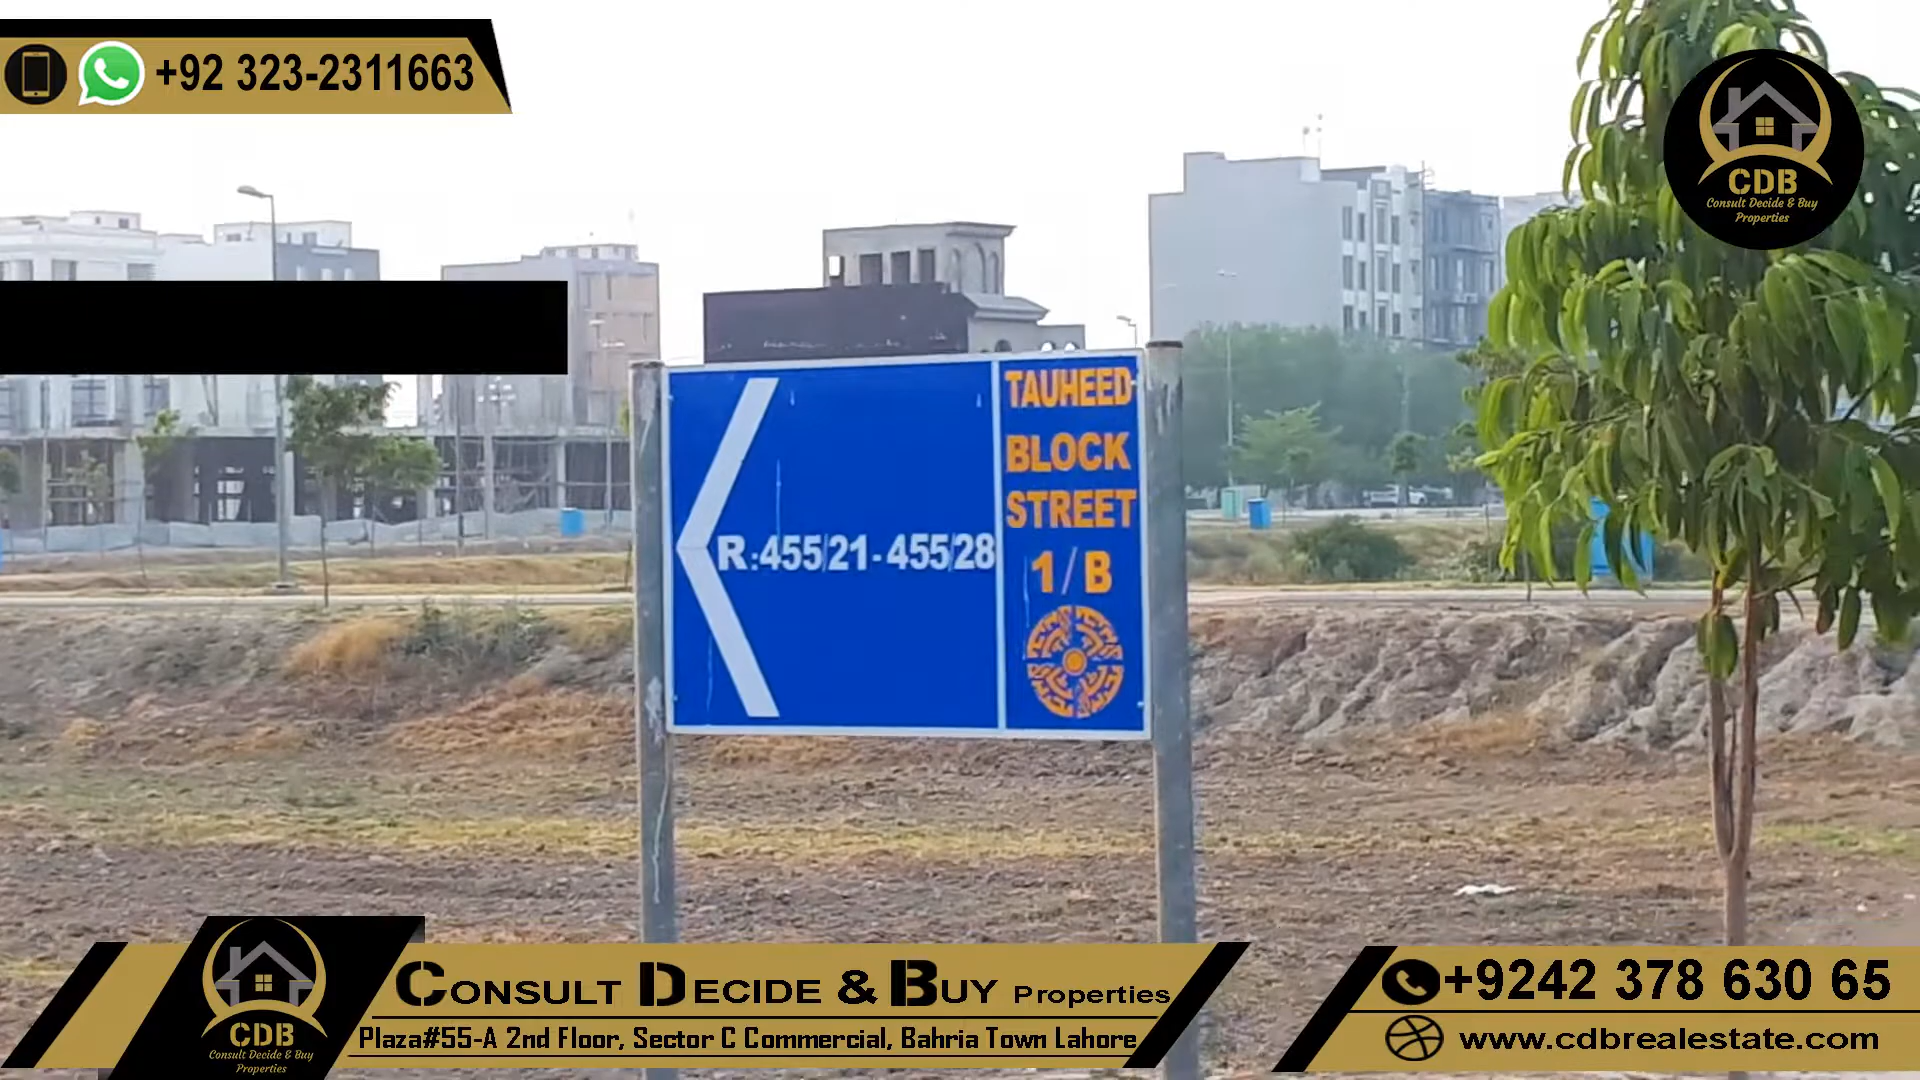 +92 323-2311663
CDB
Consult Decide & Buy
Properties
TAUHEED
BLOCK
STREET
1/B
R:455/21-455/28
CDB
Consult Decide & Buy
Properties
CONSULT DECIDE & BUY Properties
Plaza#55-A 2nd Floor, Sector C Commercial, Bahria Town Lahore
+9242 378 630 65
www.cdbrealestate.com